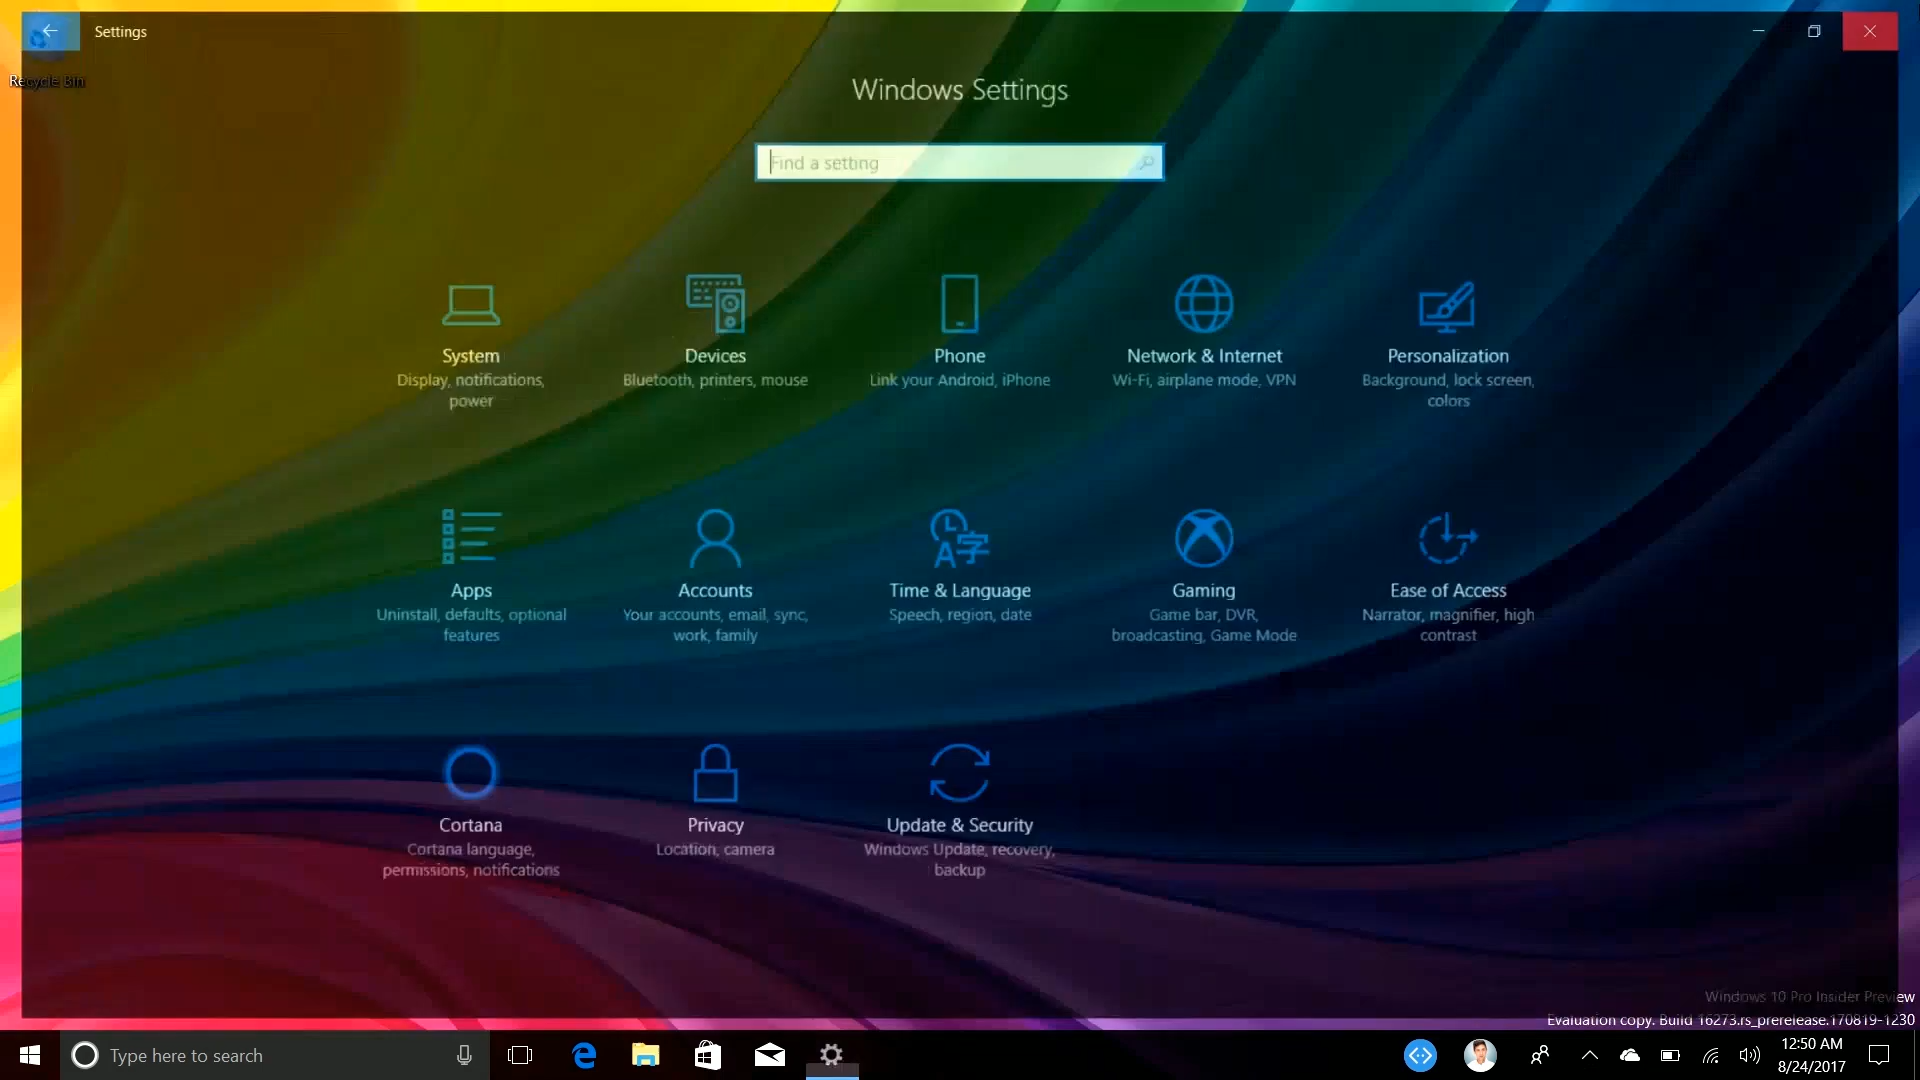 Settings
Recycle Bin
Windows Settings
Find a setting
System
Display, notifications,
power
Devices
Bluetooth, printers, mouse
Phone
Link your Android, iPhone
Network & Internet
Wi-Fi, airplane mode, VPN
Personalization
Background, lock screen,
colors
Apps
Uninstall, defaults, optional
features
Accounts
Your accounts, email, sync,
work, family
Time & Language
Speech, region, date
Gaming
Game bar, DVR,
broadcasting, Game Mode
Ease of Access
Narrator, magnifier, high
contrast
Cortana
Cortana language,
permissions, notifications
Privacy
Location, camera
Update & Security
Windows Update, recovery,
backup
Windows 10 Pro Insider Preview
Evaluation copy. Build 16273.rs_prerelease.170819-1230
Type here to search
12:50 AM
8/24/2017